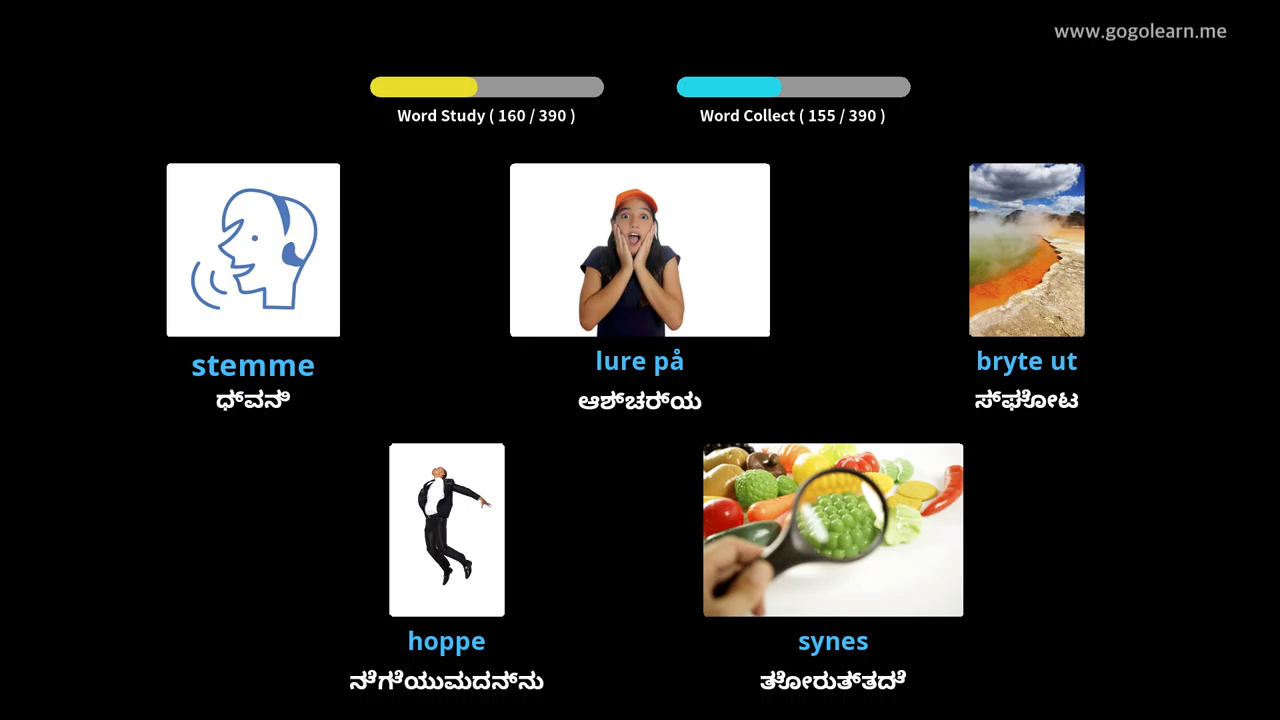 www.gogolearn.me
Word Study ( 160 / 390 )
Word Collect ( 155 / 390 )
stemme
ಧ್ವನಿ
lure på
ಆಶ್ಚರ್ಯ
bryte ut
ಸ್ಫೋಟ
hoppe
ನೆಗೆಯುಮದನ್ನು
synes
ತೋರುತ್ತದೆ